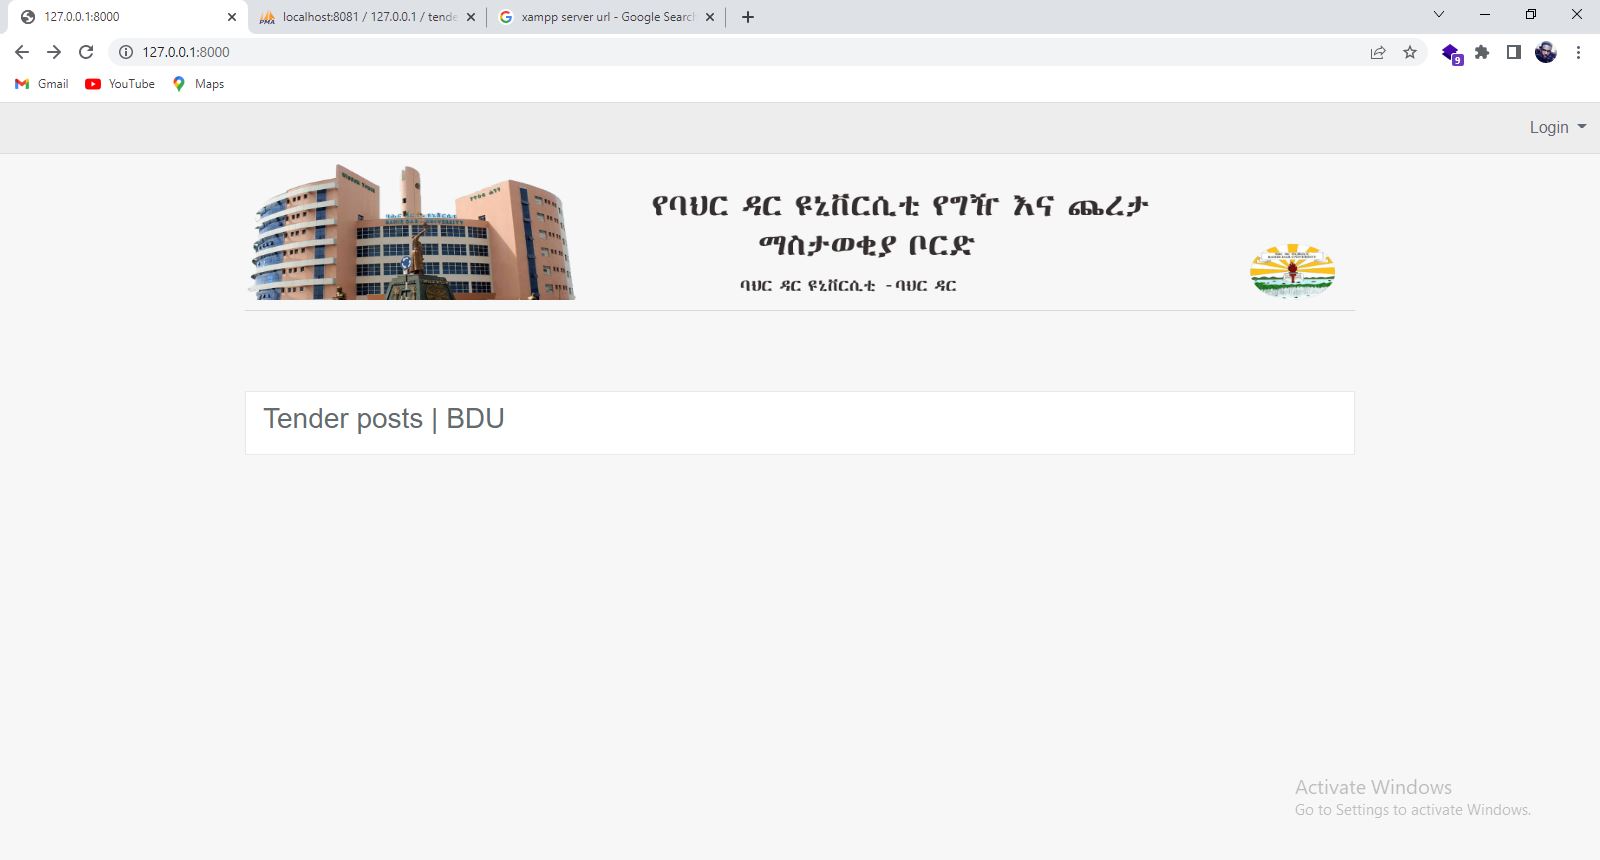 127.0.0.1:8000
localhost:8081 / 127.0.0.1 / tende
xampp server url - Google Searc
127.0.0.1:8000
9
Gmail
YouTube
Maps
Login
የባህር ዳር ዩኒቨርሲቲ የግዥ እና ጨረታ
ማስታወቂያ ቦርድ
ባህር ዳር ዩኒቨርሲቲ - ባህር ዳር
Tender posts | BDU
Activate Windows
Go to Settings to activate Windows.